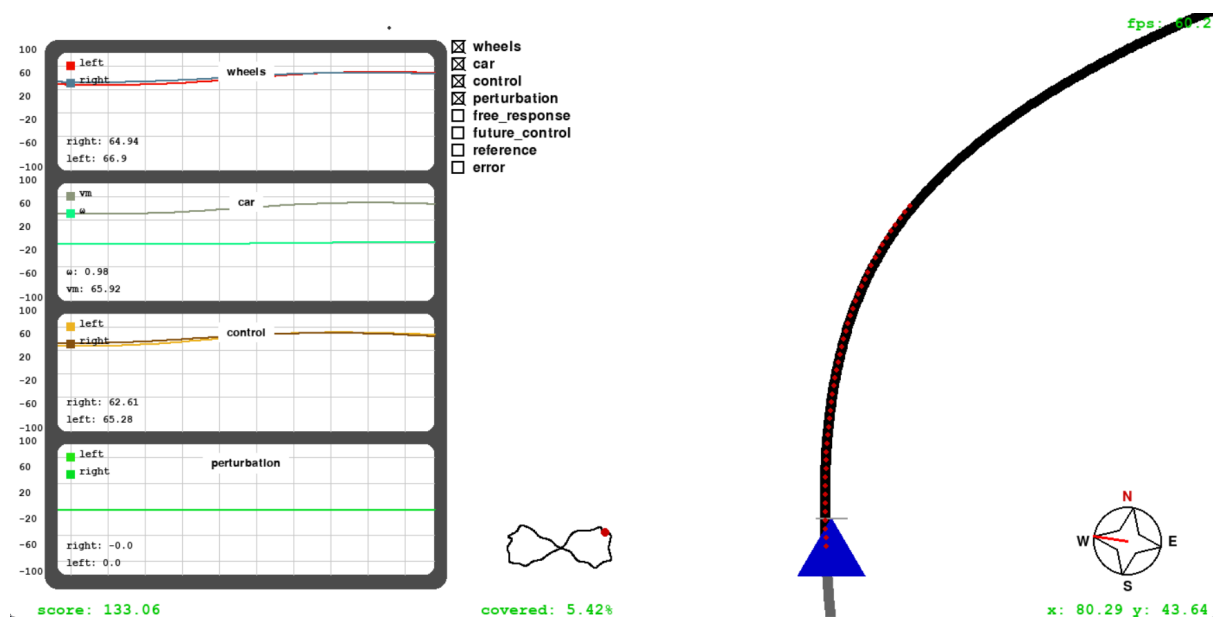 100
60
20
-20
-60
-100
left
right
wheels
right: 64.94
left: 66.9
100
60
20
-20
-60
-100
vm
ω
car
ω: 0.98
vm: 65.92
100
60
20
-20
-60
-100
left
right
control
right: 62.61
left: 65.28
100
60
20
-20
-60
-100
left
right
perturbation
right: -0.0
left: 0.0
wheels
car
control
perturbation
free_response
future_control
reference
error
fps: 60.2
N
W
E
S
score: 133.06
covered: 5.42%
x: 80.29 y: 43.64